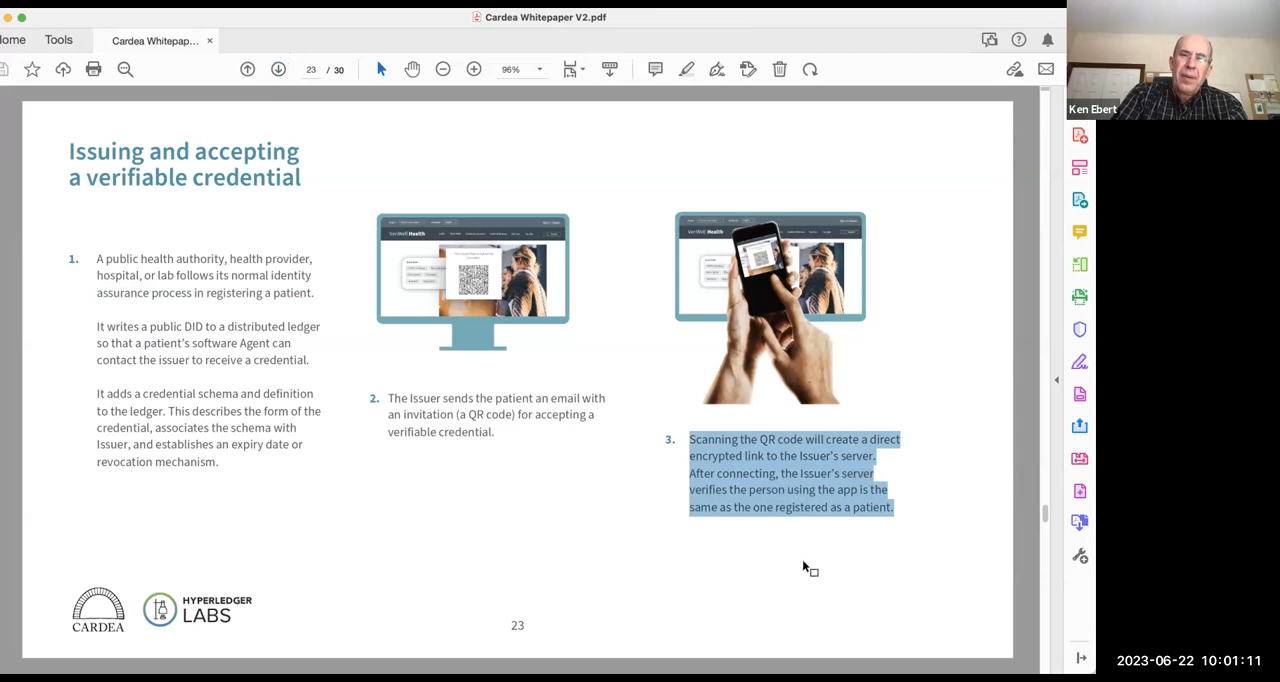 Cardea Whitepaper V2.pdf
Home
Tools
Cardea Whitepap...
23
/ 30
96%
Ken Ebert
Issuing and accepting
a verifiable credential
1. A public health authority, health provider,
hospital, or lab follows its normal identity
assurance process in registering a patient.
It writes a public DID to a distributed ledger
so that a patient's software Agent can
contact the issuer to receive a credential.
It adds a credential schema and definition
to the ledger. This describes the form of the
credential, associates the schema with
Issuer, and establishes an expiry date or
revocation mechanism.
VeriWell Health
2. The Issuer sends the patient an email with
an invitation (a QR code) for accepting a
verifiable credential.
VeriWell Health
3. Scanning the QR code will create a direct
encrypted link to the Issuer's server.
After connecting, the Issuer's server
verifies the person using the app is the
same as the one registered as a patient.
CARDEA
HYPERLEDGER
LABS
23
2023-06-22 10:01:11